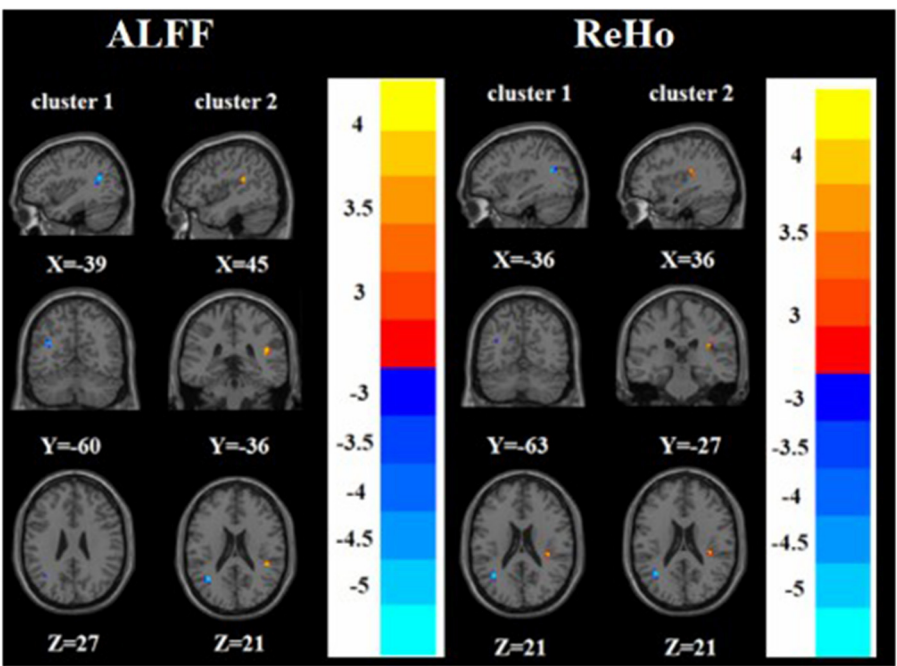 ALFF
cluster 1 cluster 2
X=-39 X=45
Y=-60 Y=-36
Z=27 Z=21
4
3.5
3
-3
-3.5
-4
-4.5
-5
ReHo
cluster 1 cluster 2
X=-36 X=36
Y=-63 Y=-27
Z=21 Z=21
4
3.5
3
-3
-3.5
-4
-4.5
-5